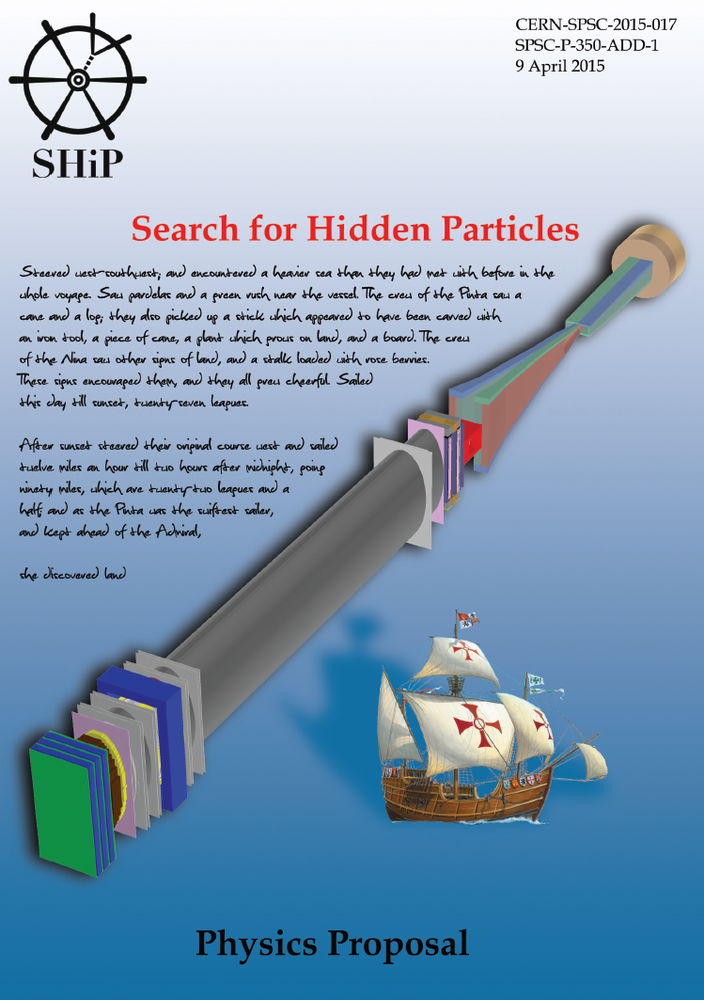 CERN-SPSC-2015-017
SPSC-P-350-ADD-1
9 April 2015
SHiP
Search for Hidden Particles
Steered west-southwest; and encountered a heavier sea than they had met with before in the
whole voyage. Saw pardelas and a green rush near the vessel. The crew of the Pinta saw a
cane and a log; they also picked up a stick which appeared to have been carved with
an iron tool, a piece of cane, a plant which grows on land, and a board. The crew
of the Nina saw other signs of land, and a stalk loaded with rose berries.
These signs encouraged them, and they all grew cheerful. Sailed
this day till sunset, twenty-seven leagues.
After sunset steered their original course west and sailed
twelve miles an hour till two hours after midnight, going
ninety miles, which are twenty-two leagues and a
half; and as the Pinta was the swiftest sailer,
and kept ahead of the Admiral,
she discovered land
Physics Proposal